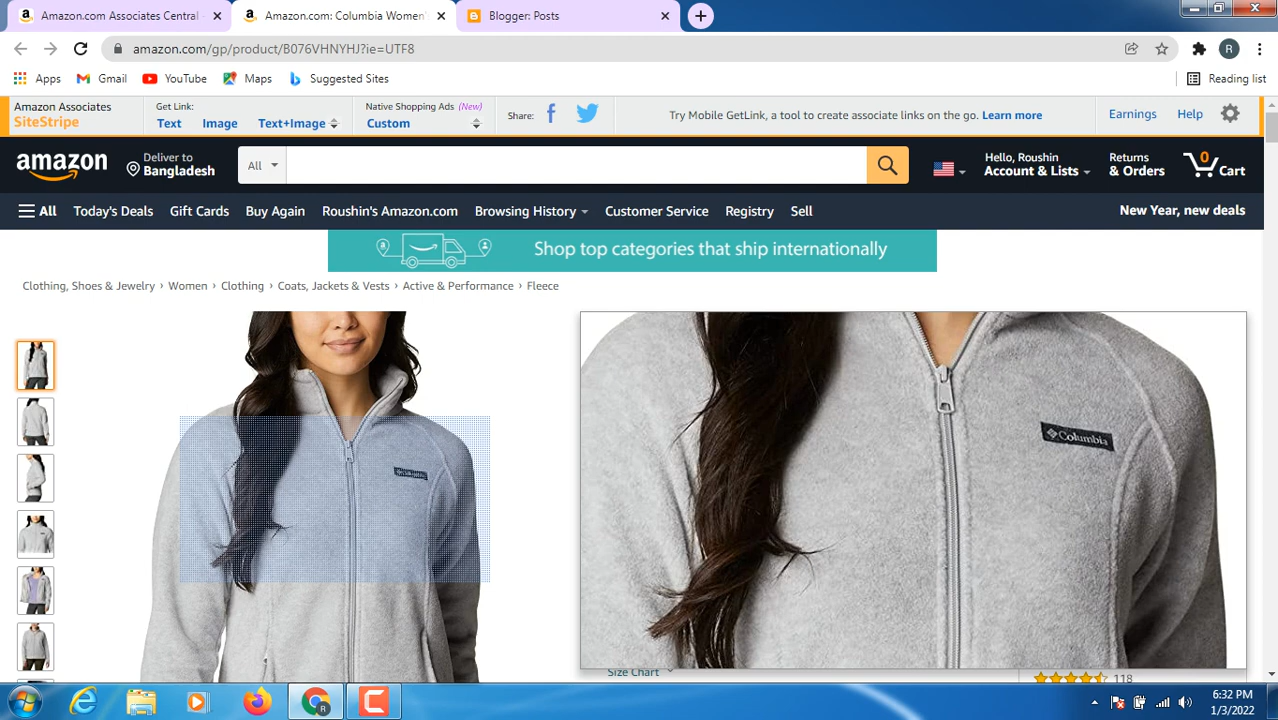 Amazon.com Associates Central -
Amazon.com: Columbia Women's
Blogger: Posts
amazon.com/gp/product/B076VHNYHJ?ie=UTF8
R
Apps
Gmail
YouTube
Maps
Suggested Sites
Reading list
Amazon Associates
SiteStripe
Get Link:
Text
Image
Text+Image
Native Shopping Ads (New)
Custom
Share:
Try Mobile GetLink, a tool to create associate links on the go. Learn more
Earnings
Help
amazon
Deliver to
Bangladesh
All
Hello, Roushin
Account & Lists
Returns
& Orders
0
Cart
All
Today's Deals
Gift Cards
Buy Again
Roushin's Amazon.com
Browsing History
Customer Service
Registry
Sell
New Year, new deals
Shop top categories that ship internationally
Clothing, Shoes & Jewelry › Women › Clothing › Coats, Jackets & Vests › Active & Performance › Fleece
Columbia
Columbia
Size Chart
118
6:32 PM
1/3/2022